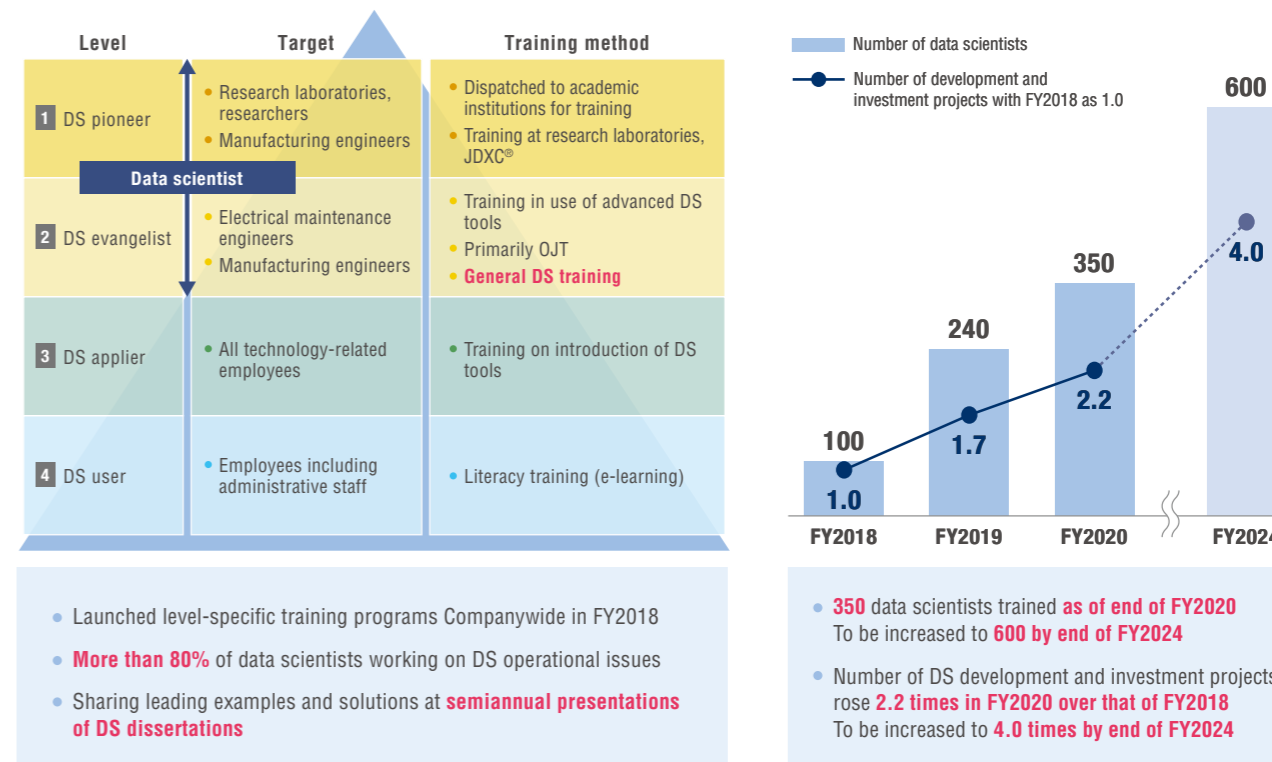 Level
Target
Training method
1 DS pioneer
• Research laboratories,
researchers
• Manufacturing engineers
• Dispatched to academic
institutions for training
• Training at research laboratories,
JDXC®
Data scientist
2 DS evangelist
• Electrical maintenance
engineers
• Manufacturing engineers
• Training in use of advanced DS
tools
• Primarily OJT
• General DS training
3 DS applier
• All technology-related
employees
• Training on introduction of DS
tools
4 DS user
• Employees including
administrative staff
• Literacy training (e-learning)
• Launched level-specific training programs Companywide in FY2018
• More than 80% of data scientists working on DS operational issues
• Sharing leading examples and solutions at semiannual presentations
of DS dissertations
Number of data scientists
Number of development and
investment projects with FY2018 as 1.0
600
4.0
350
2.2
240
1.7
100
1.0
FY2018
FY2019
FY2020
FY2024
• 350 data scientists trained as of end of FY2020
To be increased to 600 by end of FY2024
• Number of DS development and investment projects
rose 2.2 times in FY2020 over that of FY2018
To be increased to 4.0 times by end of FY2024